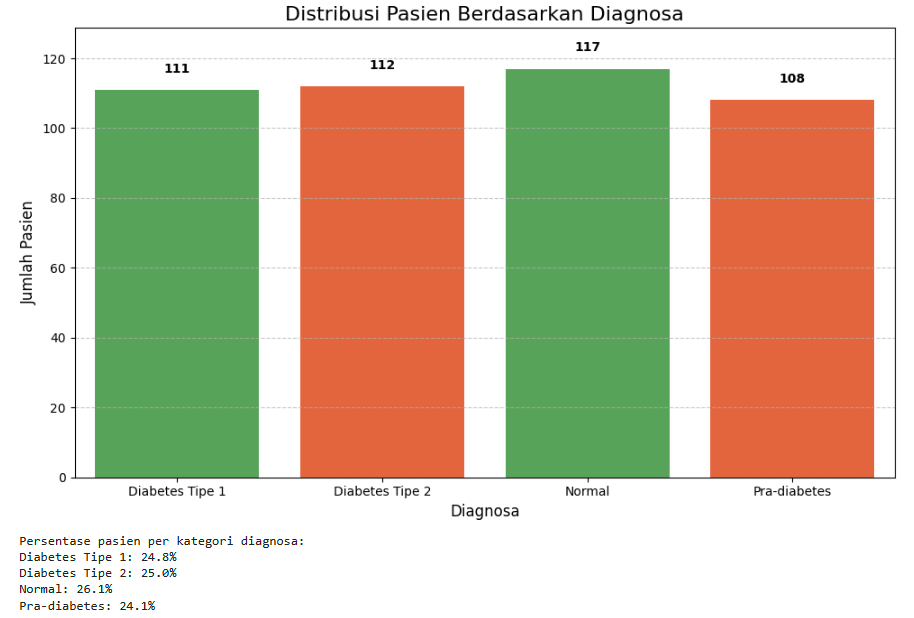 Distribusi Pasien Berdasarkan Diagnosa
120
100
80
60
40
20
0
Jumlah Pasien
111
112
117
108
Diabetes Tipe 1
Diabetes Tipe 2
Normal
Pra-diabetes
Diagnosa
Persentase pasien per kategori diagnosa:
Diabetes Tipe 1: 24.8%
Diabetes Tipe 2: 25.0%
Normal: 26.1%
Pra-diabetes: 24.1%